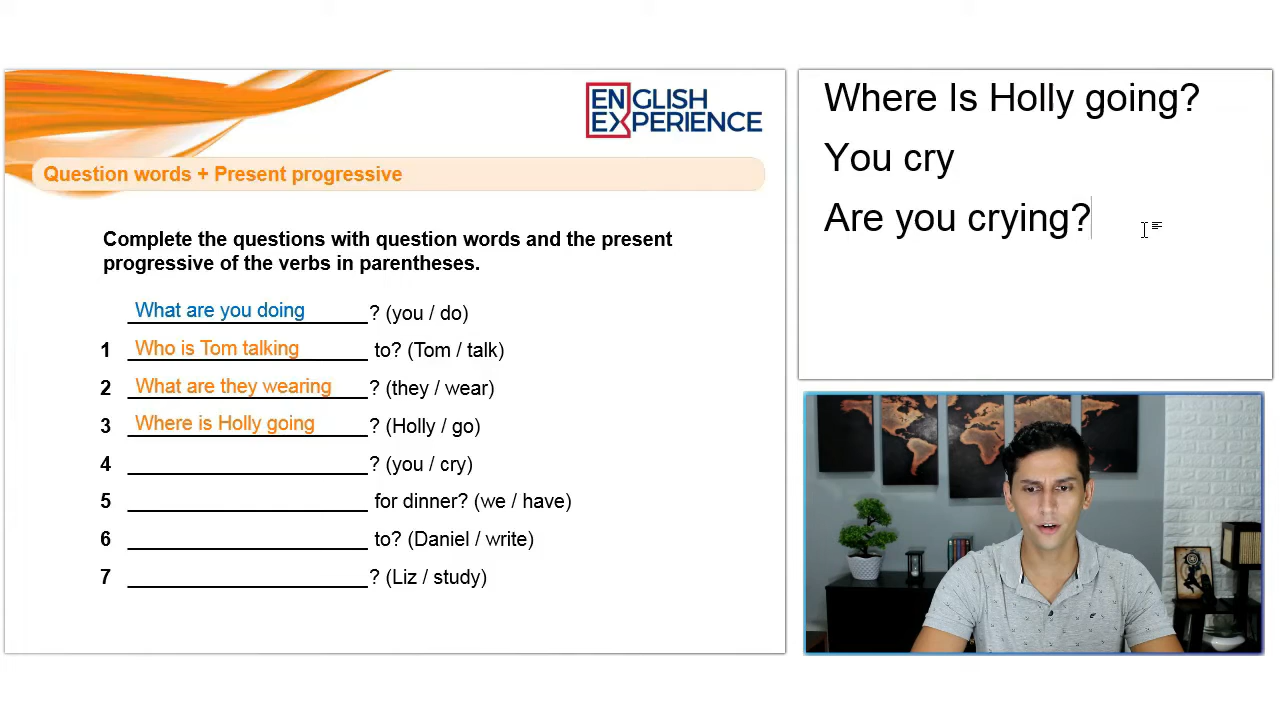 ENGLISH
EXPERIENCE
Question words + Present progressive
Complete the questions with question words and the present
progressive of the verbs in parentheses.
What are you doing ? (you / do)
1 Who is Tom talking to? (Tom / talk)
2 What are they wearing ? (they / wear)
3 Where is Holly going ? (Holly / go)
4 ? (you / cry)
5 for dinner? (we / have)
6 to? (Daniel / write)
7 ? (Liz / study)
Where Is Holly going?
You cry
Are you crying?